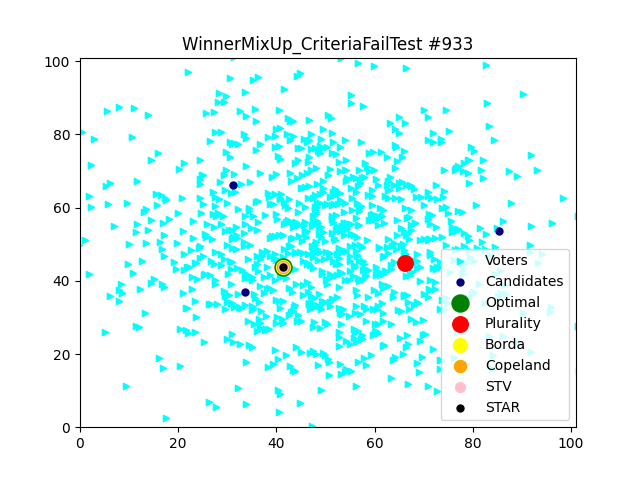 WinnerMixUp_CriteriaFailTest #933
100
80
60
40
20
0
0 20 40 60 80 100
Voters
Candidates
Optimal
Plurality
Borda
Copeland
STV
STAR